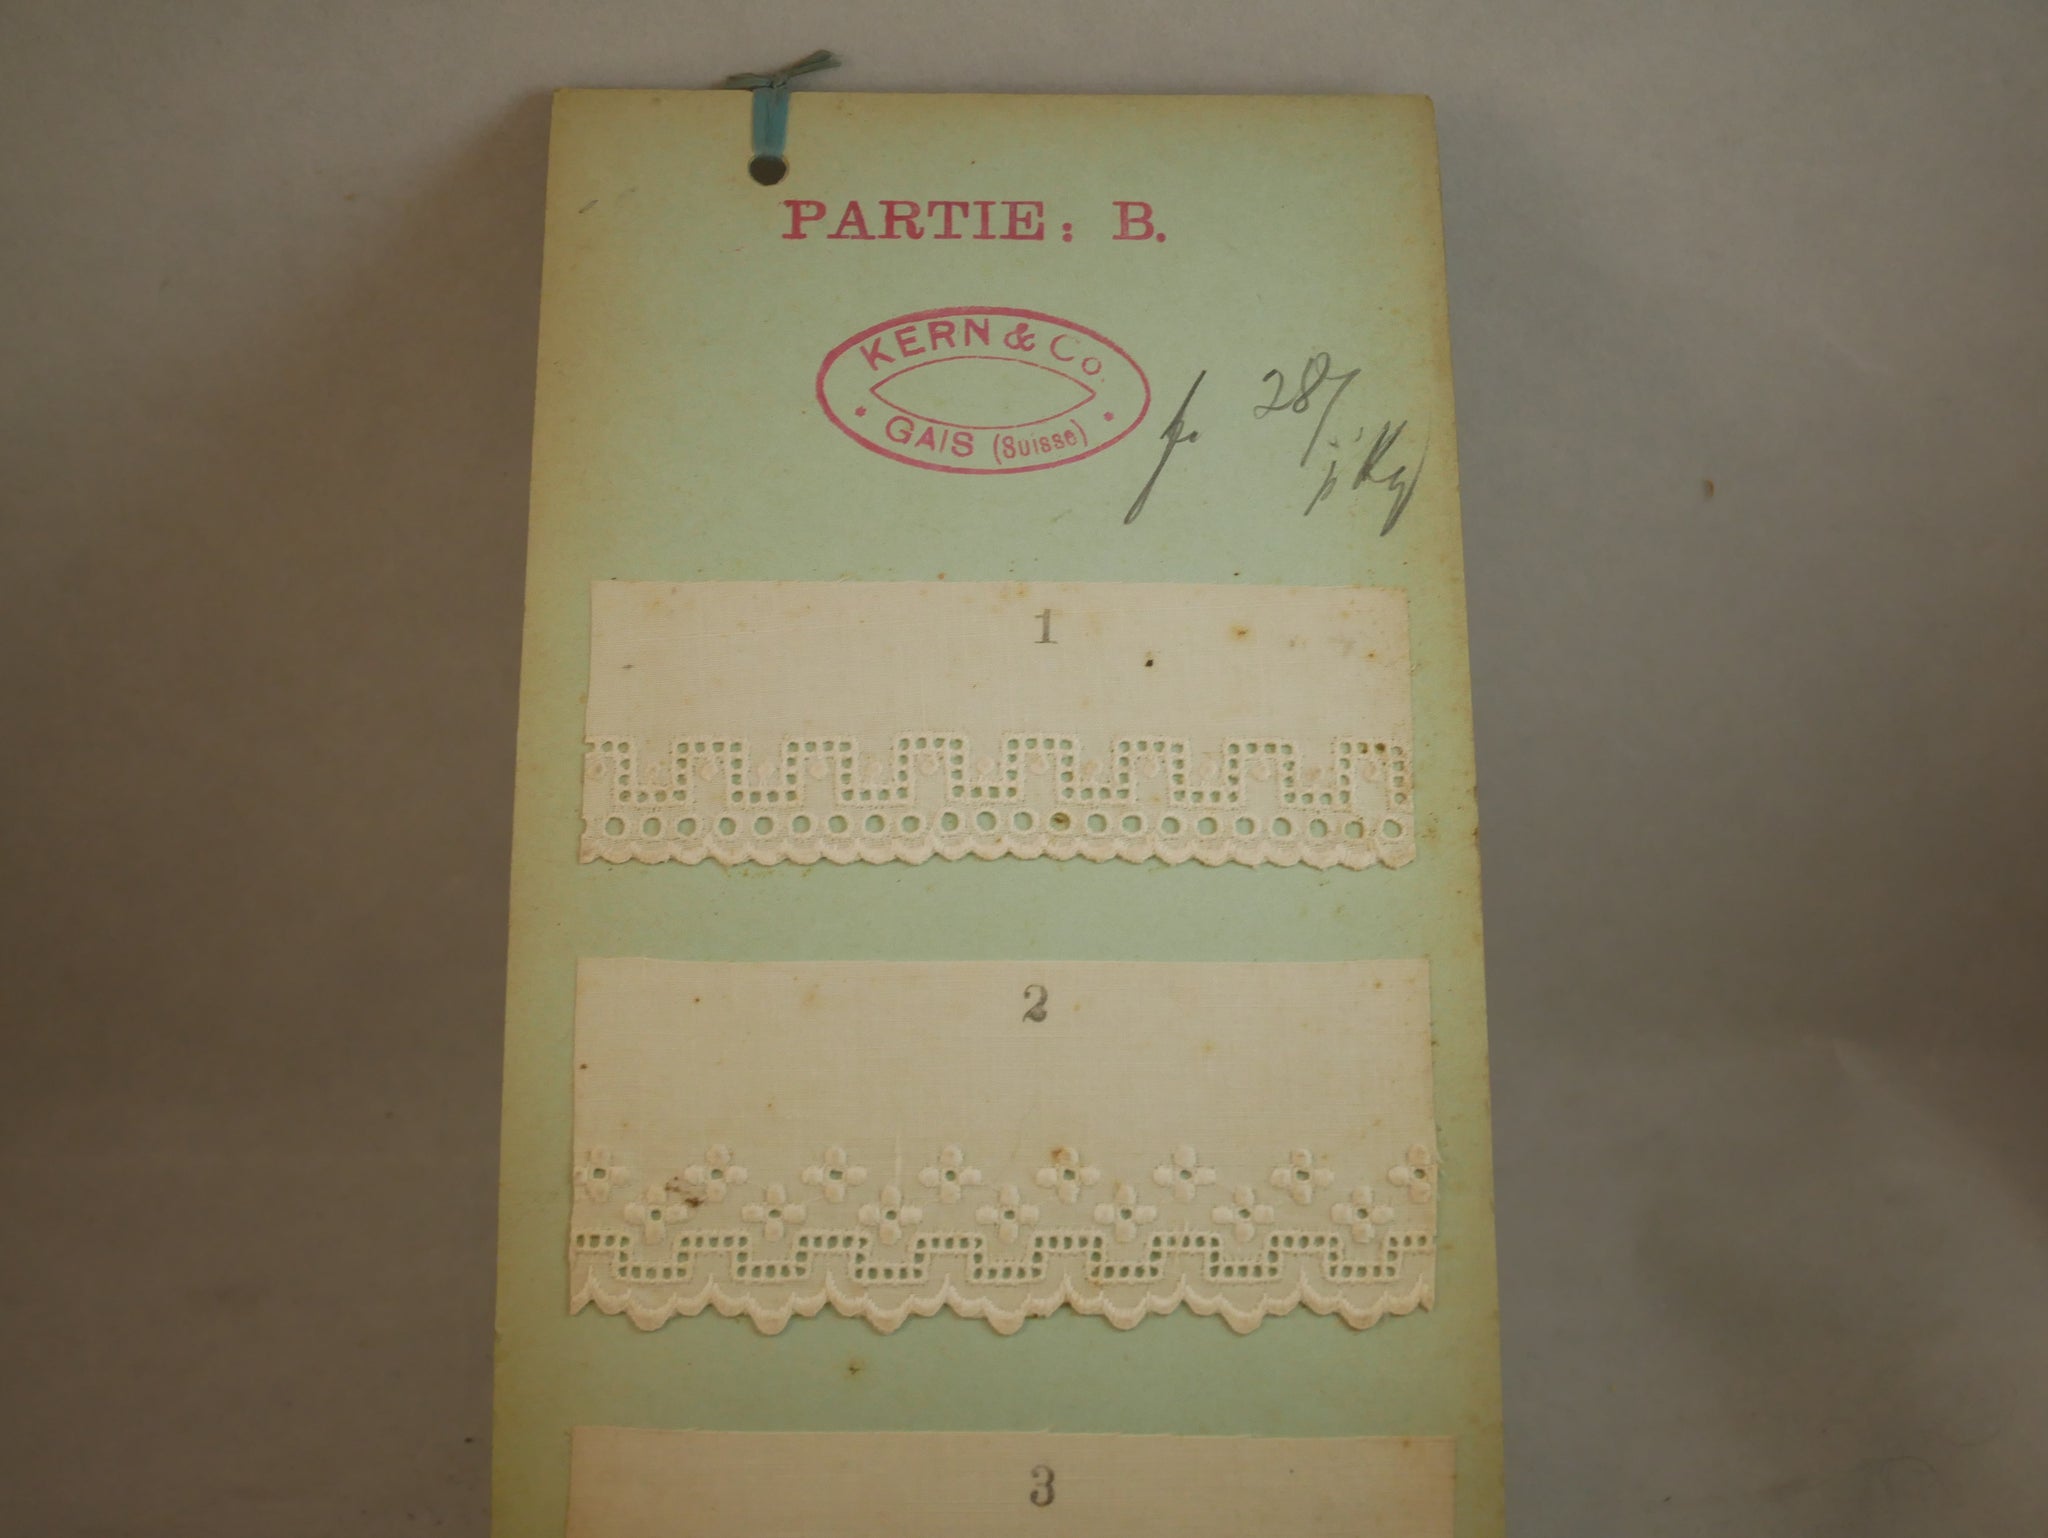 PARTIE: B.
KERN & Co.
GAIS (Suisse)
1
2
3